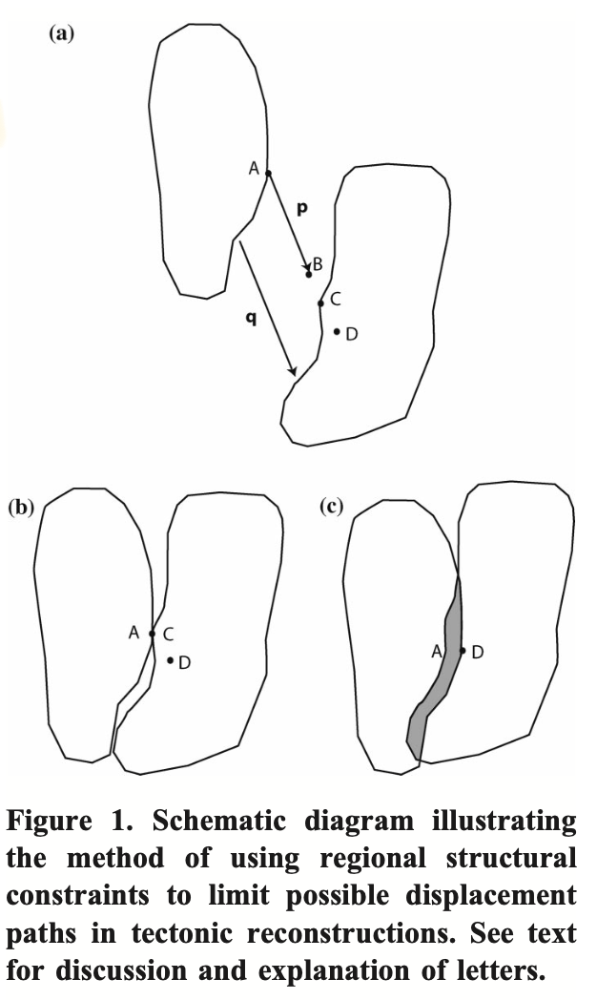 (a)
A
p
B
C
q
D
(b)
(c)
A C
D
A D
Figure 1. Schematic diagram illustrating
the method of using regional structural
constraints to limit possible displacement
paths in tectonic reconstructions. See text
for discussion and explanation of letters.